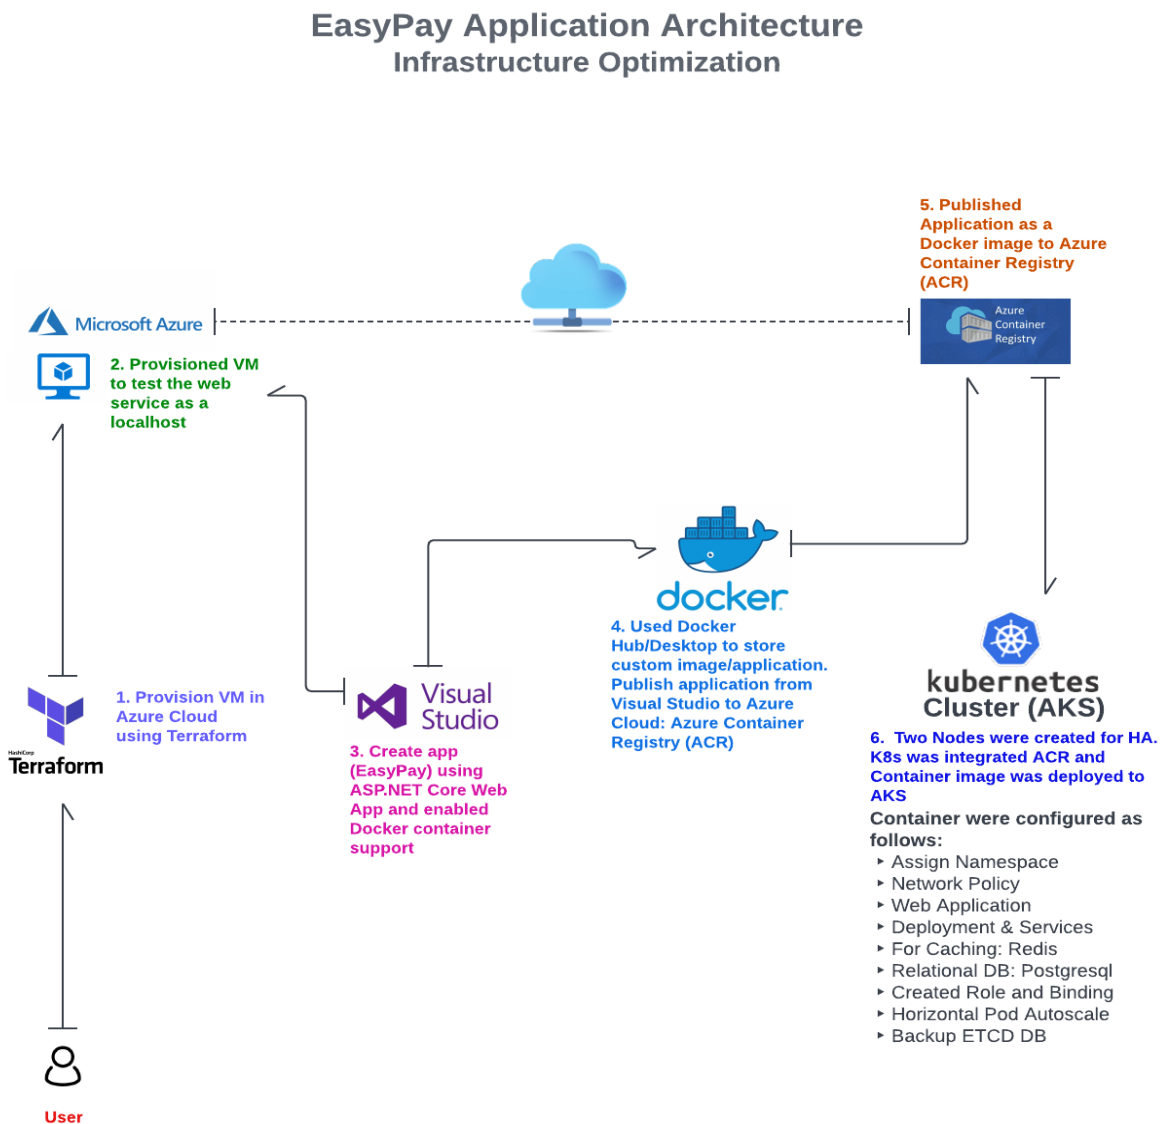 EasyPay Application Architecture
Infrastructure Optimization
5. Published
Application as a
Docker image to Azure
Container Registry
(ACR)
Microsoft Azure
Azure
Container
Registry
2. Provisioned VM
to test the web
service as a
localhost
docker
4. Used Docker
Hub/Desktop to store
custom image/application.
Publish application from
Visual Studio to Azure
Cloud: Azure Container
Registry (ACR)
HashiCorp
Terraform
1. Provision VM in
Azure Cloud
using Terraform
Visual
Studio
3. Create app
(EasyPay) using
ASP.NET Core Web
App and enabled
Docker container
support
kubernetes
Cluster (AKS)
6. Two Nodes were created for HA.
K8s was integrated ACR and
Container image was deployed to
AKS
Container were configured as
follows:
‣ Assign Namespace
‣ Network Policy
‣ Web Application
‣ Deployment & Services
‣ For Caching: Redis
‣ Relational DB: Postgresql
‣ Created Role and Binding
‣ Horizontal Pod Autoscale
‣ Backup ETCD DB
User